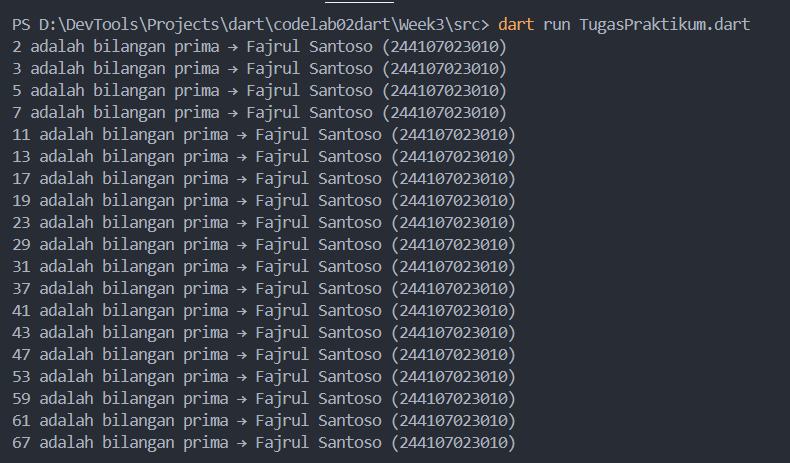 PS D:\DevTools\Projects\dart\codelab02dart\Week3\src> dart run TugasPraktikum.dart
2 adalah bilangan prima → Fajrul Santoso (244107023010)
3 adalah bilangan prima → Fajrul Santoso (244107023010)
5 adalah bilangan prima → Fajrul Santoso (244107023010)
7 adalah bilangan prima → Fajrul Santoso (244107023010)
11 adalah bilangan prima → Fajrul Santoso (244107023010)
13 adalah bilangan prima → Fajrul Santoso (244107023010)
17 adalah bilangan prima → Fajrul Santoso (244107023010)
19 adalah bilangan prima → Fajrul Santoso (244107023010)
23 adalah bilangan prima → Fajrul Santoso (244107023010)
29 adalah bilangan prima → Fajrul Santoso (244107023010)
31 adalah bilangan prima → Fajrul Santoso (244107023010)
37 adalah bilangan prima → Fajrul Santoso (244107023010)
41 adalah bilangan prima → Fajrul Santoso (244107023010)
43 adalah bilangan prima → Fajrul Santoso (244107023010)
47 adalah bilangan prima → Fajrul Santoso (244107023010)
53 adalah bilangan prima → Fajrul Santoso (244107023010)
59 adalah bilangan prima → Fajrul Santoso (244107023010)
61 adalah bilangan prima → Fajrul Santoso (244107023010)
67 adalah bilangan prima → Fajrul Santoso (244107023010)